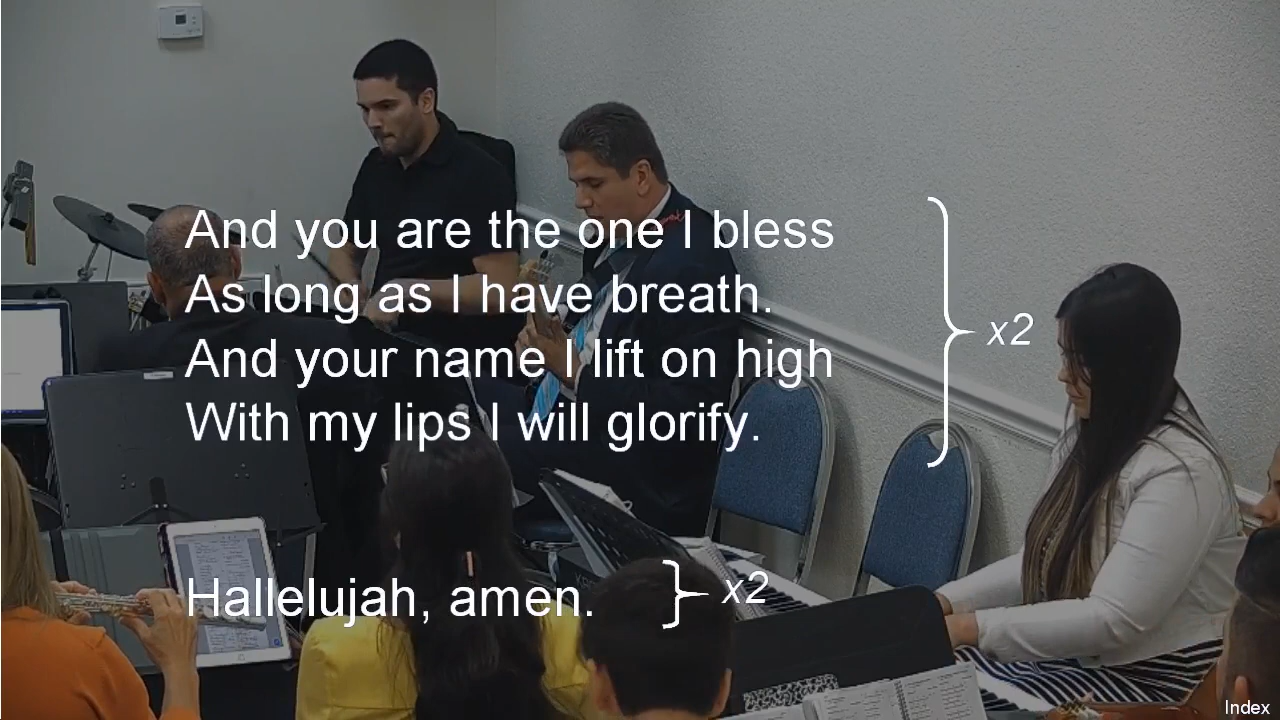 And you are the one I bless
As long as I have breath.
And your name I lift on high
With my lips I will glorify.
x2
Hallelujah, amen.
x2
Index